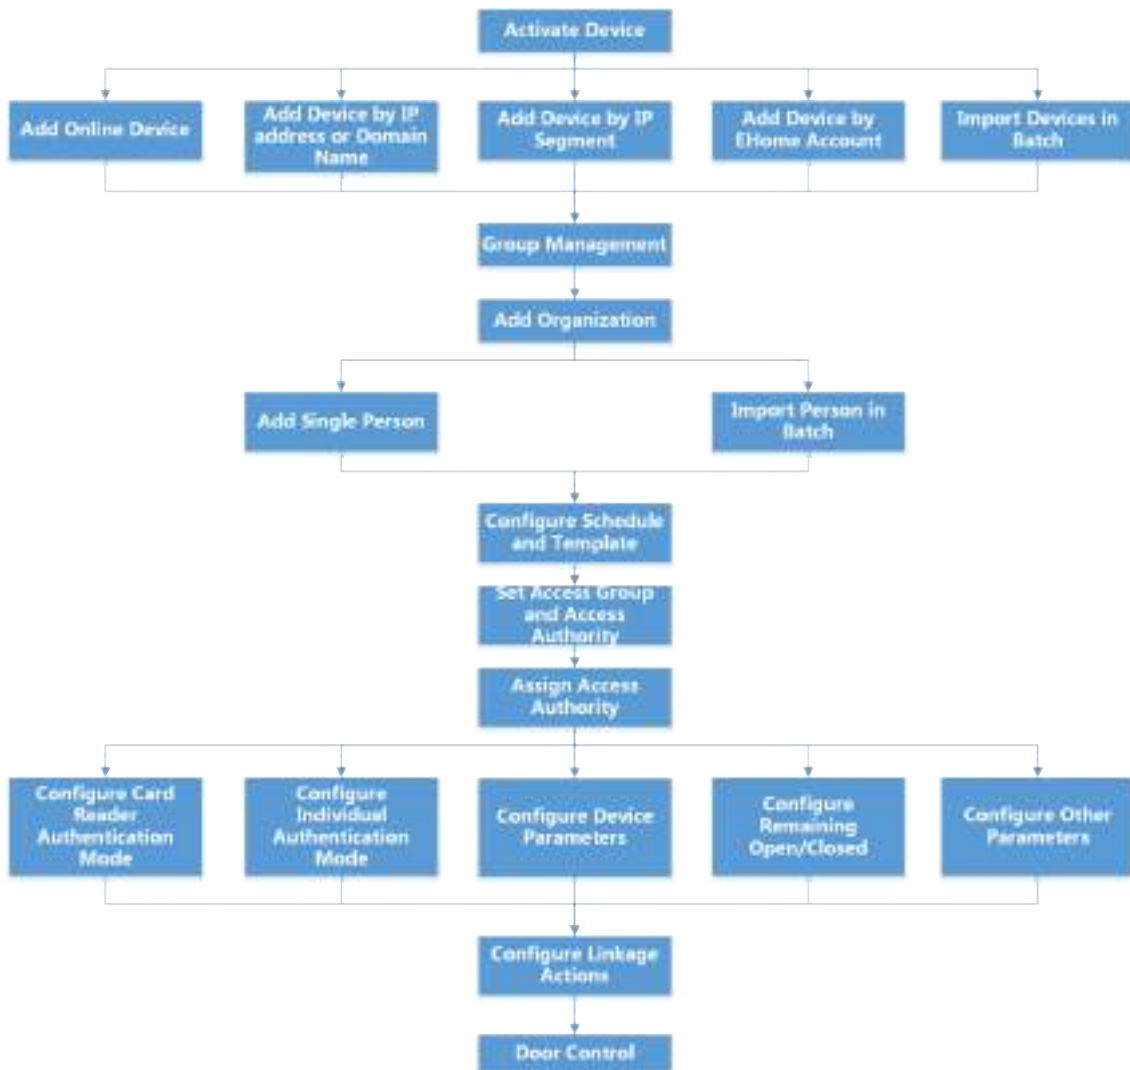 Activate Device
Add Online Device
Add Device by IP
address or Domain
Name
Add Device by IP
Segment
Add Device by
EHome Account
Import Devices in
Batch
Group Management
Add Organization
Add Single Person
Import Person in
Batch
Configure Schedule
and Template
Set Access Group
and Access
Authority
Assign Access
Authority
Configure Card
Reader
Authentication
Mode
Configure
Individual
Authentication
Mode
Configure Device
Parameters
Configure
Remaining
Open/Closed
Configure Other
Parameters
Configure Linkage
Actions
Door Control